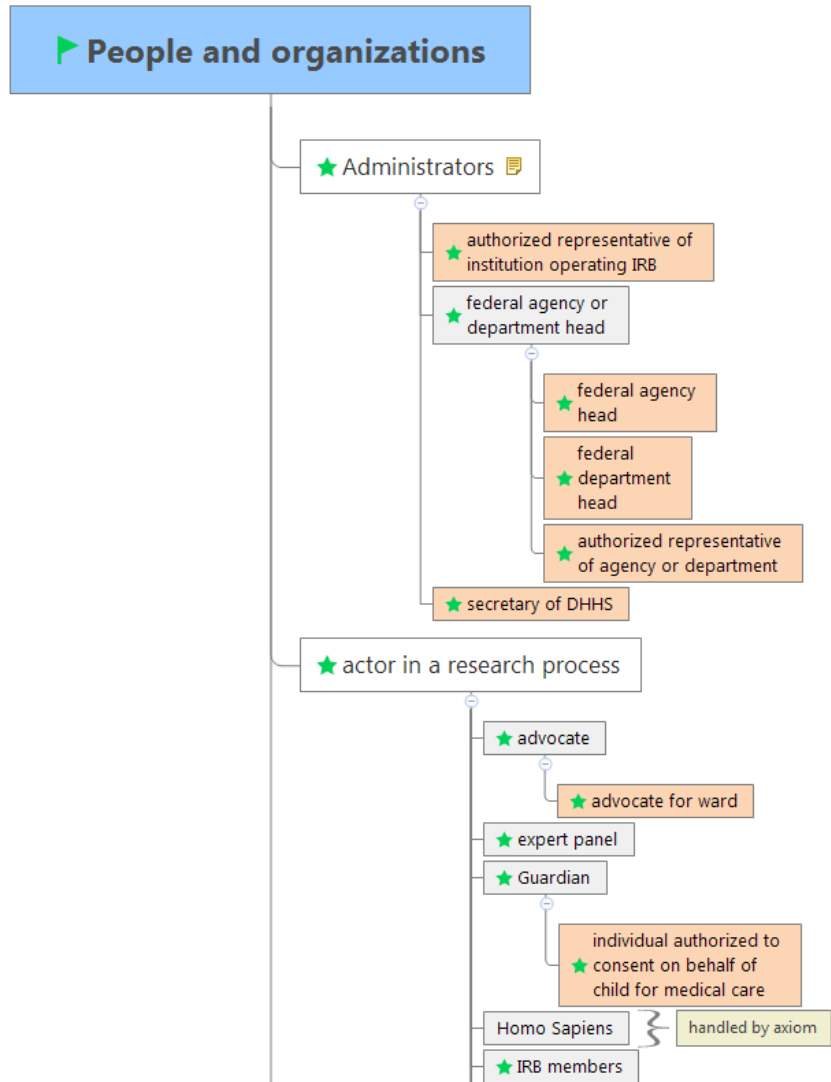 People and organizations
Administrators
authorized representative of
institution operating IRB
federal agency or
department head
federal agency
head
federal
department
head
authorized representative
of agency or department
secretary of DHHS
actor in a research process
advocate
advocate for ward
expert panel
Guardian
individual authorized to
consent on behalf of
child for medical care
Homo Sapiens
handled by axiom
IRB members